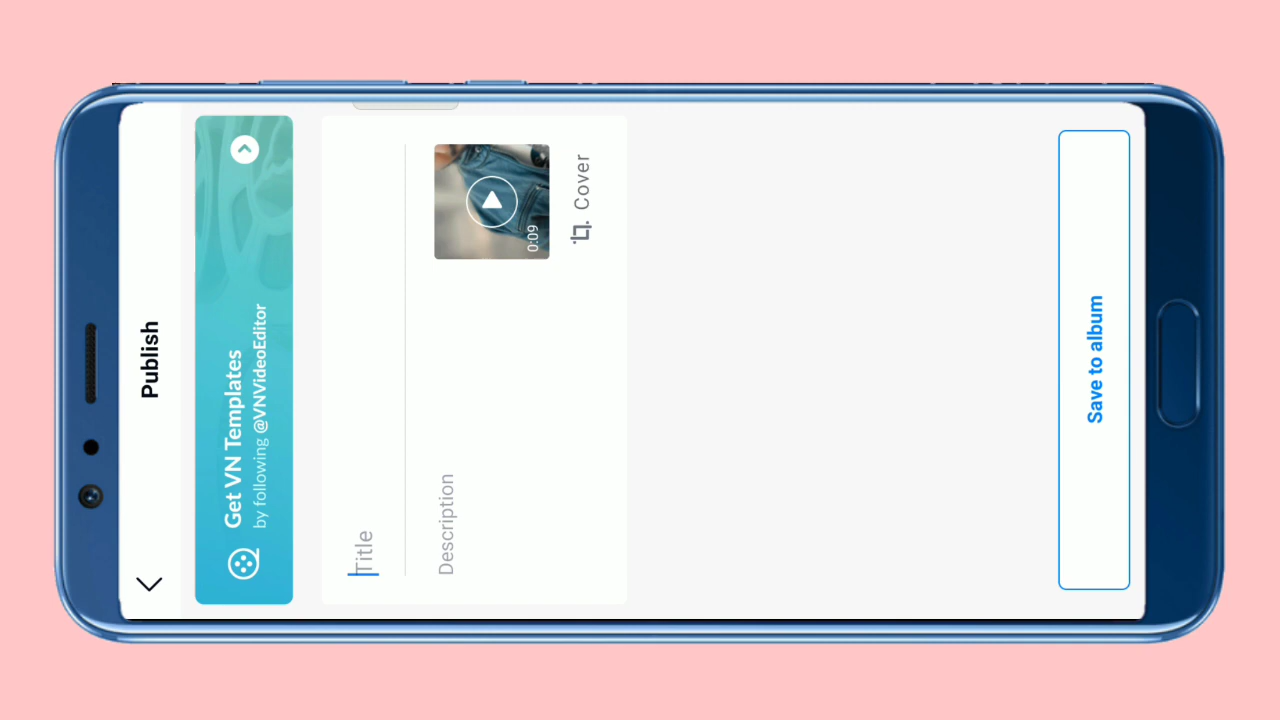 Publish
Get VN Templates
by following @VNVideoEditor
Title
Description
0:09
Cover
Save to album